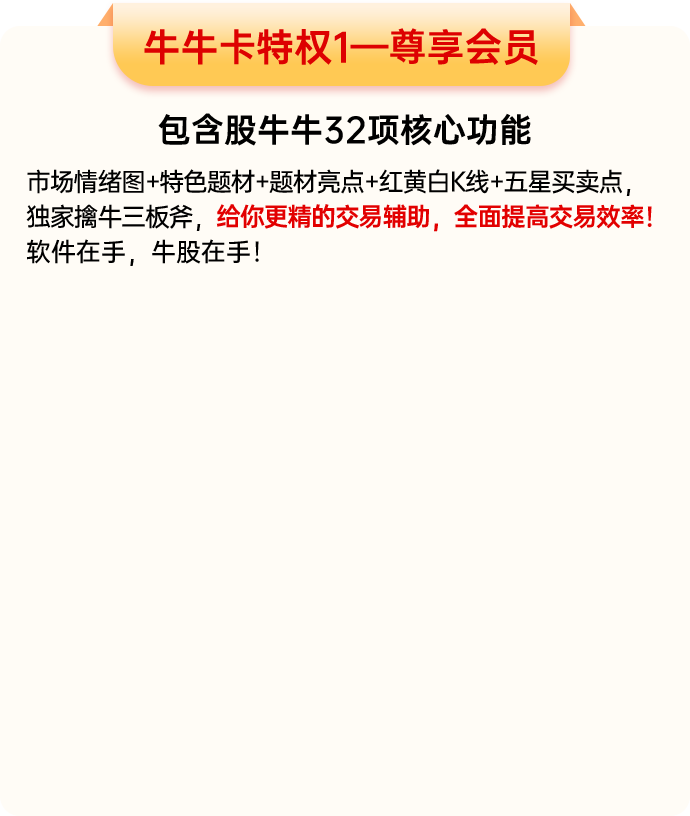 牛牛卡特权1—尊享会员
包含股牛牛32项核心功能
市场情绪图+特色题材+题材亮点+红黄白K线+五星买卖点，
独家擒牛三板斧，给你更精的交易辅助，全面提高交易效率！
软件在手，牛股在手！